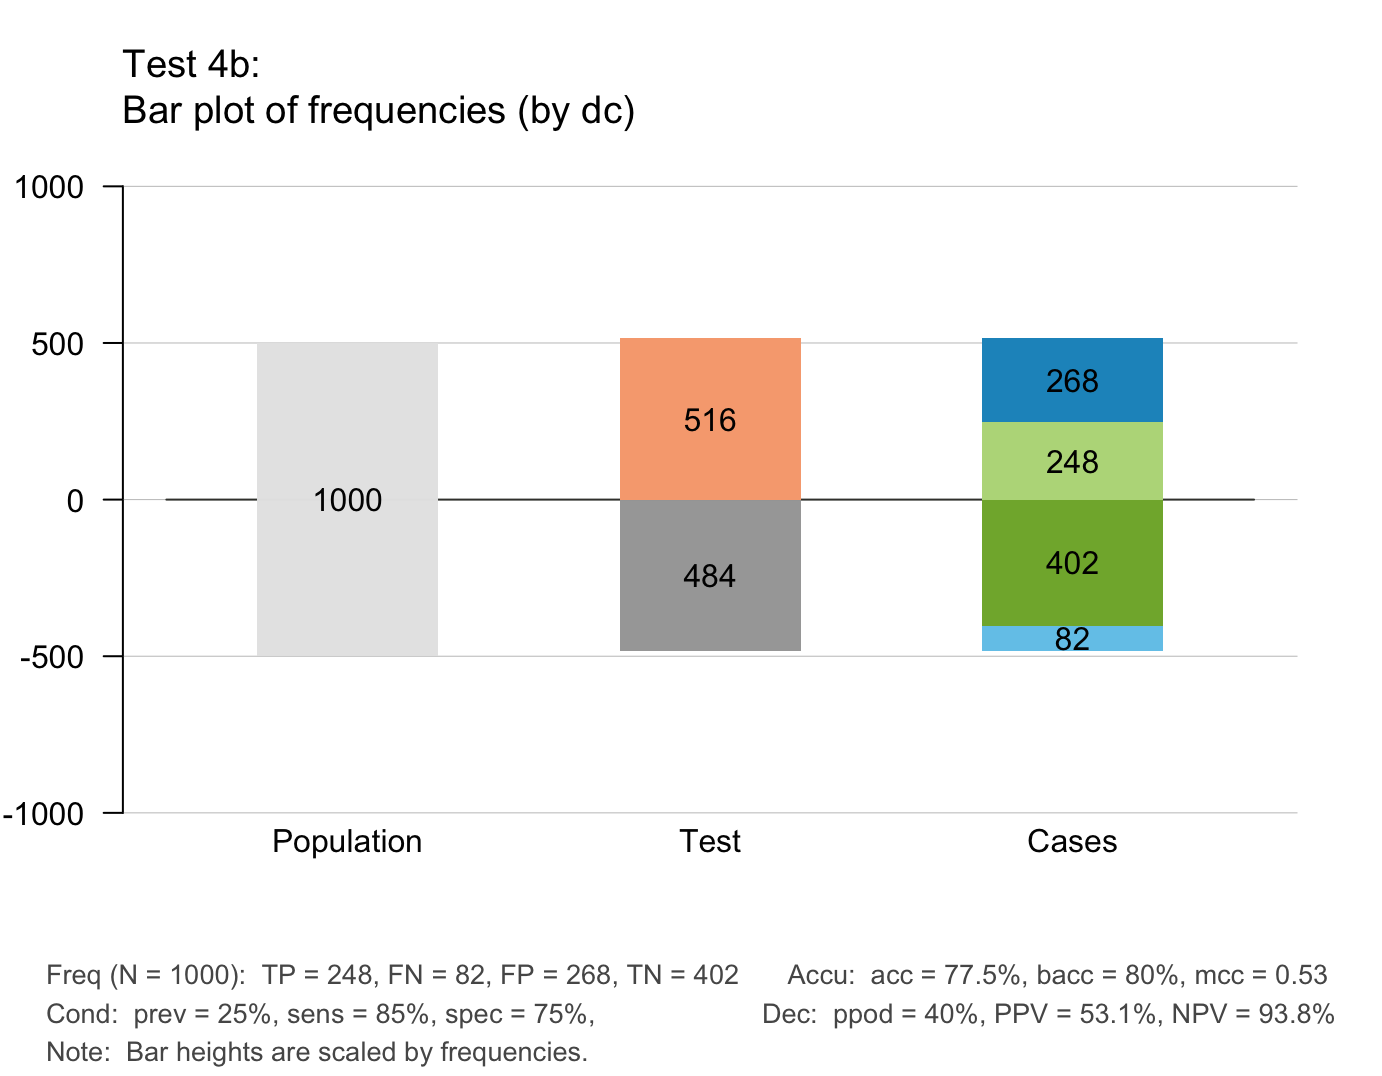 Test 4b:
Bar plot of frequencies (by dc)
1000
500
0
-500
-1000
1000
516
484
268
248
402
82
Population
Test
Cases
Freq (N = 1000):  TP = 248, FN = 82, FP = 268, TN = 402
Accu:  acc = 77.5%, bacc = 80%, mcc = 0.53
Cond:  prev = 25%, sens = 85%, spec = 75%,
Dec:  ppod = 40%, PPV = 53.1%, NPV = 93.8%
Note:  Bar heights are scaled by frequencies.